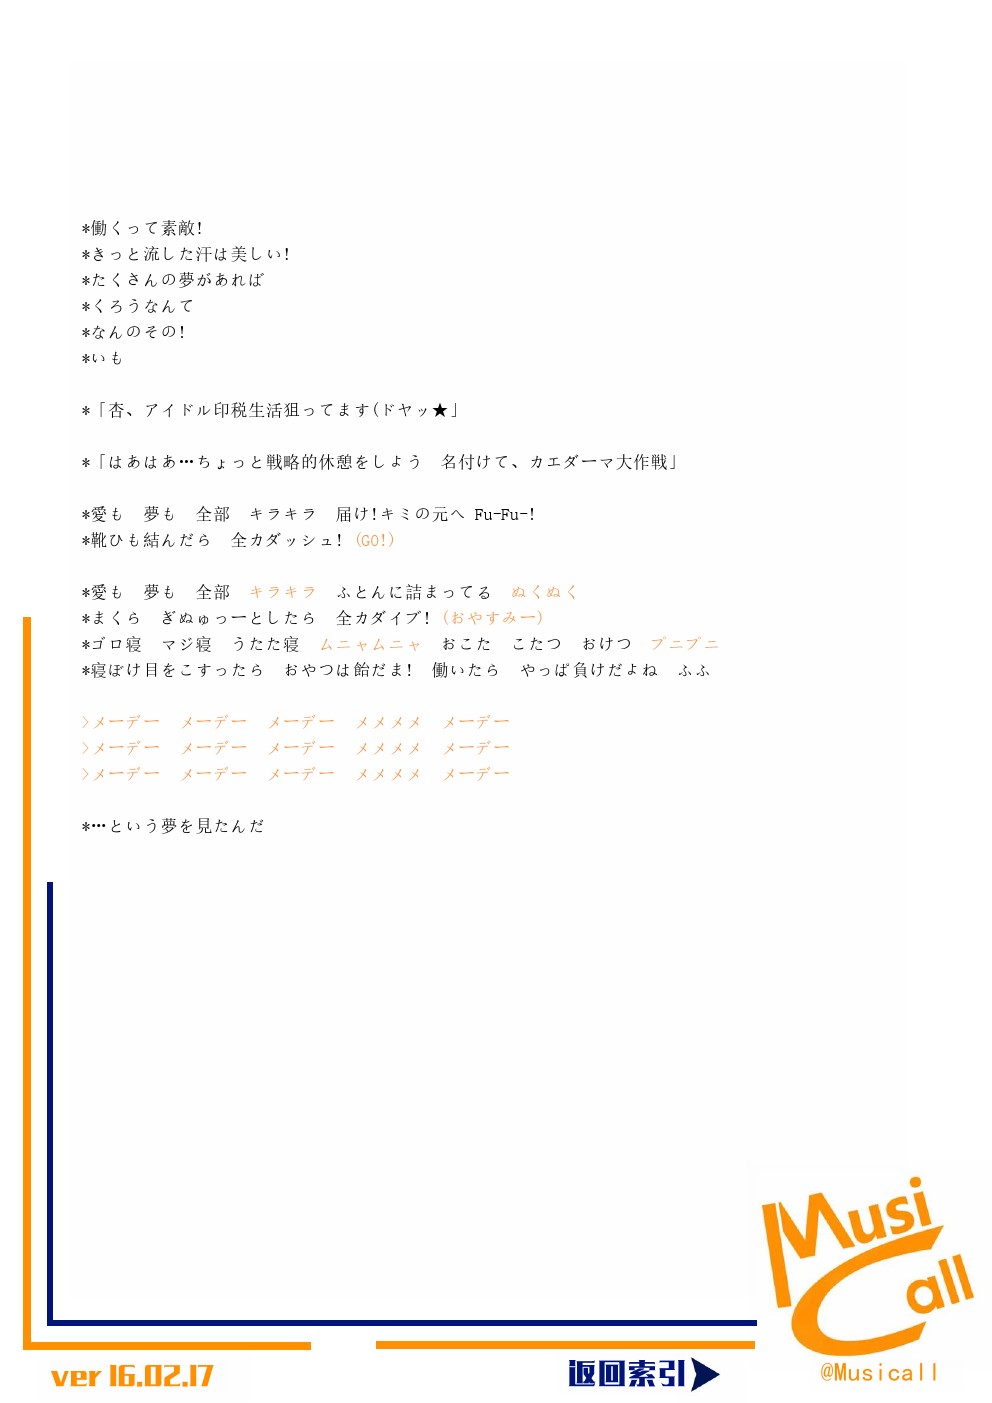 *働くって素敵!
*きっと流した汗は美しい!
*たくさんの夢があれば
*くろうなんて
*なんのその!
*いも
*「杏、アイドル印税生活狙ってます(ドヤッ★」
*「はあはあ…ちょっと戦略的休憩をしよう　名付けて、カエダーマ大作戦」
*愛も　夢も　全部　キラキラ　届け!キミの元へ Fu-Fu-!
*靴ひも結んだら　全力ダッシュ! (GO!)
*愛も　夢も　全部　キラキラ　ふとんに詰まってる　ぬくぬく
*まくら　ぎぬゅっーとしたら　全力ダイブ! (おやすみー)
*ゴロ寝　マジ寝　うたた寝　ムニャムニャ　おこた　こたつ　おけつ　プニプニ
*寝ぼけ目をこすったら　おやつは飴だま!　働いたら　やっぱ負けだよね　ふふ
>メーデー　メーデー　メーデー　メメメメ　メーデー
>メーデー　メーデー　メーデー　メメメメ　メーデー
>メーデー　メーデー　メーデー　メメメメ　メーデー
*…という夢を見たんだ
Musi
Call
ver 16.02.17
返回索引
@Musicall